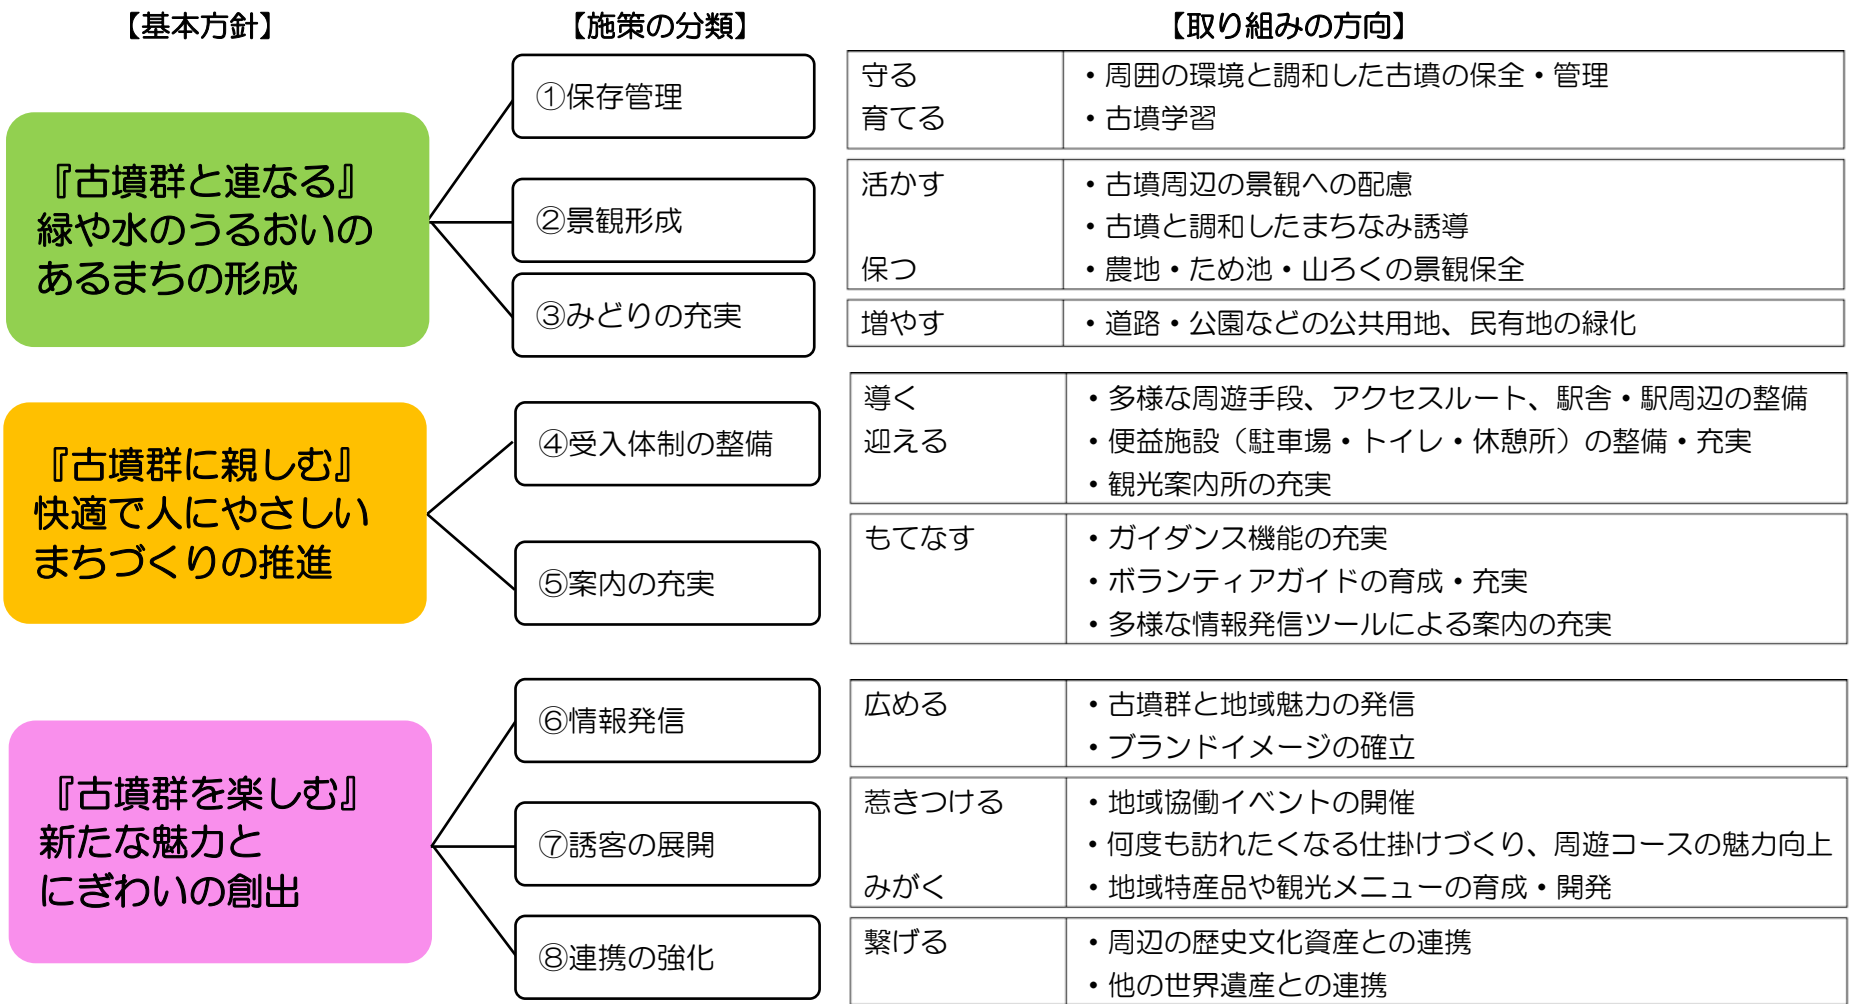 【基本方針】
【施策の分類】
【取り組みの方向】
『古墳群と連なる』
緑や水のうるおいの
あるまちの形成
①保存管理
守る ・周囲の環境と調和した古墳の保全・管理
育てる ・古墳学習
②景観形成
活かす ・古墳周辺の景観への配慮
・古墳と調和したまちなみ誘導
保つ ・農地・ため池・山ろくの景観保全
③みどりの充実
増やす ・道路・公園などの公共用地、民有地の緑化
『古墳群に親しむ』
快適で人にやさしい
まちづくりの推進
④受入体制の整備
導く ・多様な周遊手段、アクセスルート、駅舎・駅周辺の整備
迎える ・便益施設（駐車場・トイレ・休憩所）の整備・充実
・観光案内所の充実
⑤案内の充実
もてなす ・ガイダンス機能の充実
・ボランティアガイドの育成・充実
・多様な情報発信ツールによる案内の充実
『古墳群を楽しむ』
新たな魅力と
にぎわいの創出
⑥情報発信
広める ・古墳群と地域魅力の発信
・ブランドイメージの確立
⑦誘客の展開
惹きつける ・地域協働イベントの開催
・何度も訪れたくなる仕掛けづくり、周遊コースの魅力向上
みがく ・地域特産品や観光メニューの育成・開発
⑧連携の強化
繋げる ・周辺の歴史文化資産との連携
・他の世界遺産との連携